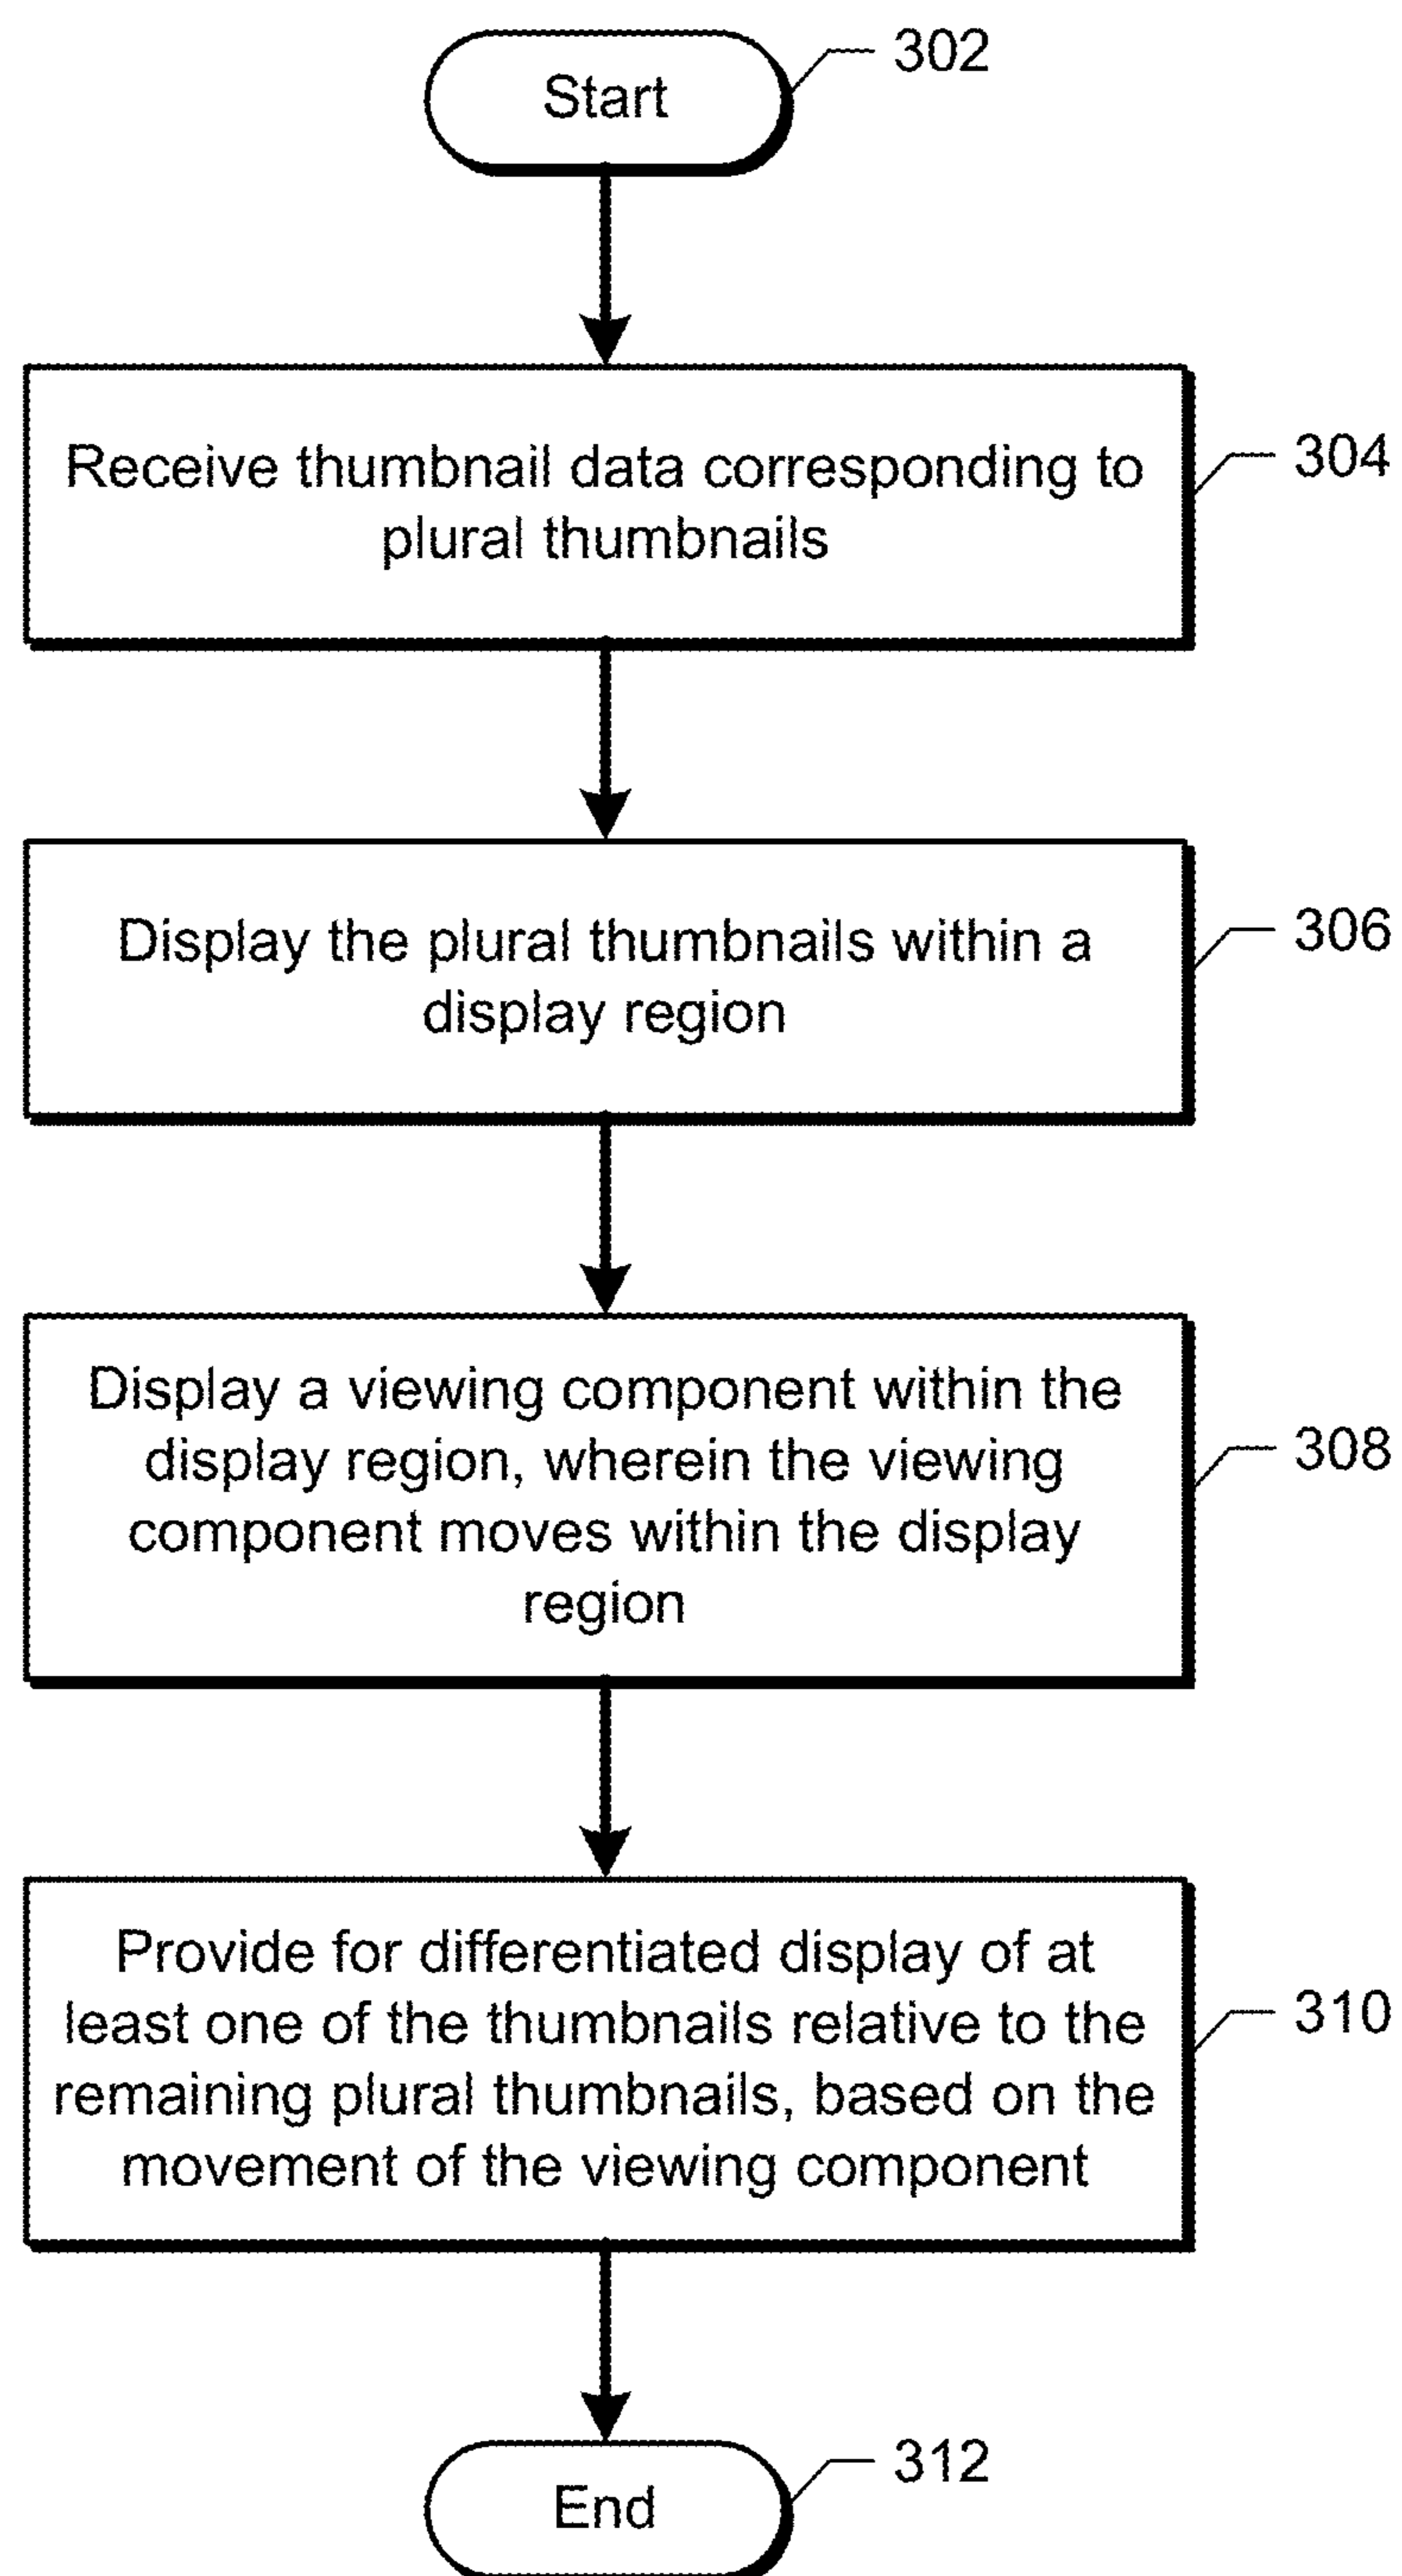 Start
302
Receive thumbnail data corresponding to
plural thumbnails
304
Display the plural thumbnails within a
display region
306
Display a viewing component within the
display region, wherein the viewing
component moves within the display
region
308
Provide for differentiated display of at
least one of the thumbnails relative to the
remaining plural thumbnails, based on the
movement of the viewing component
310
End
312